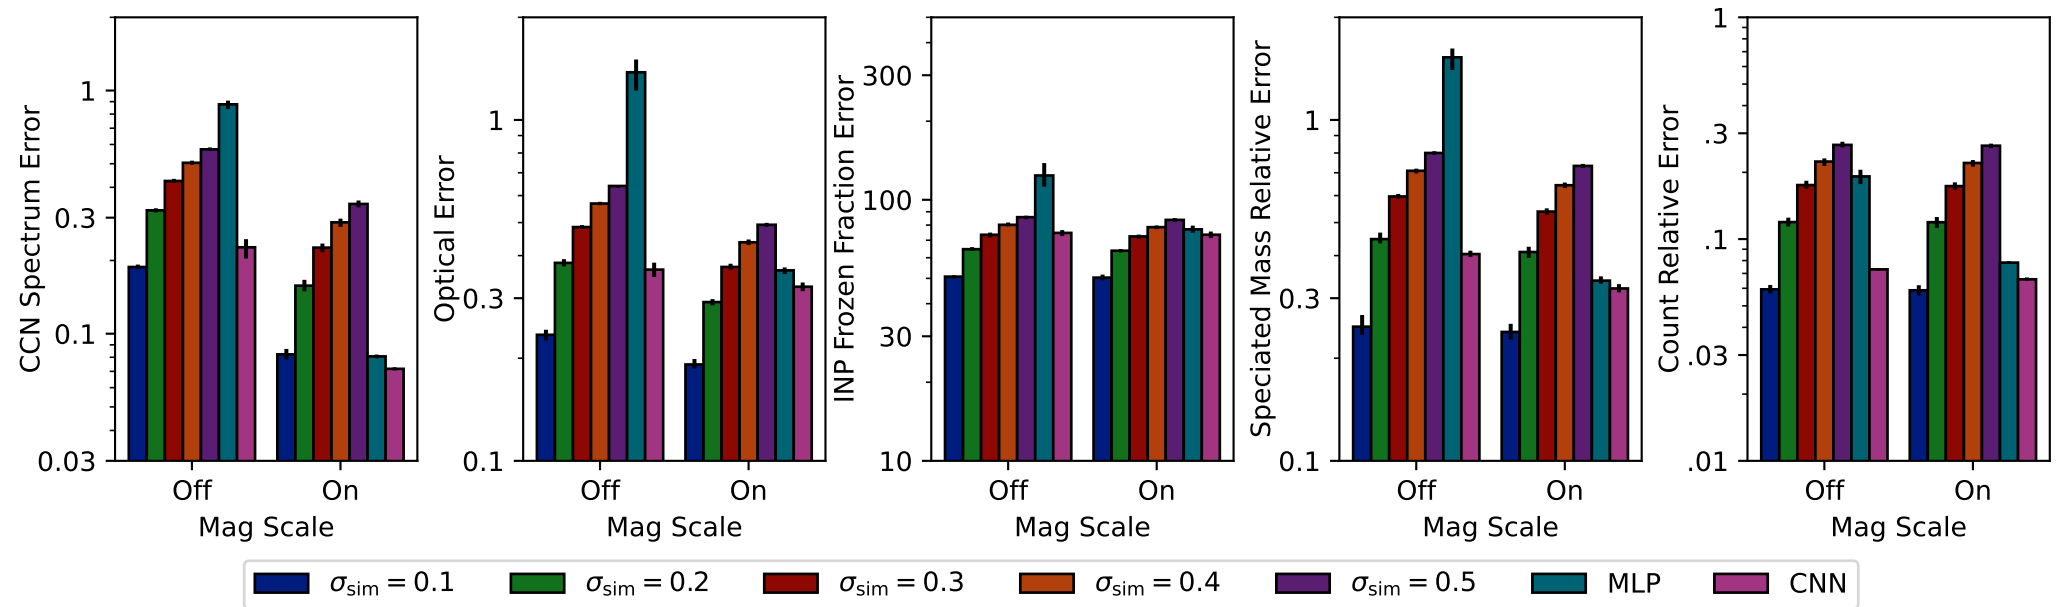 CCN Spectrum Error
1
0.3
0.1
0.03
Off On
Mag Scale
Optical Error
1
0.3
0.1
Off On
Mag Scale
INP Frozen Fraction Error
300
100
30
10
Off On
Mag Scale
Speciated Mass Relative Error
1
0.3
0.1
Off On
Mag Scale
Count Relative Error
1
.3
.1
.03
.01
Off On
Mag Scale
σsim = 0.1 σsim = 0.2 σsim = 0.3 σsim = 0.4 σsim = 0.5 MLP CNN